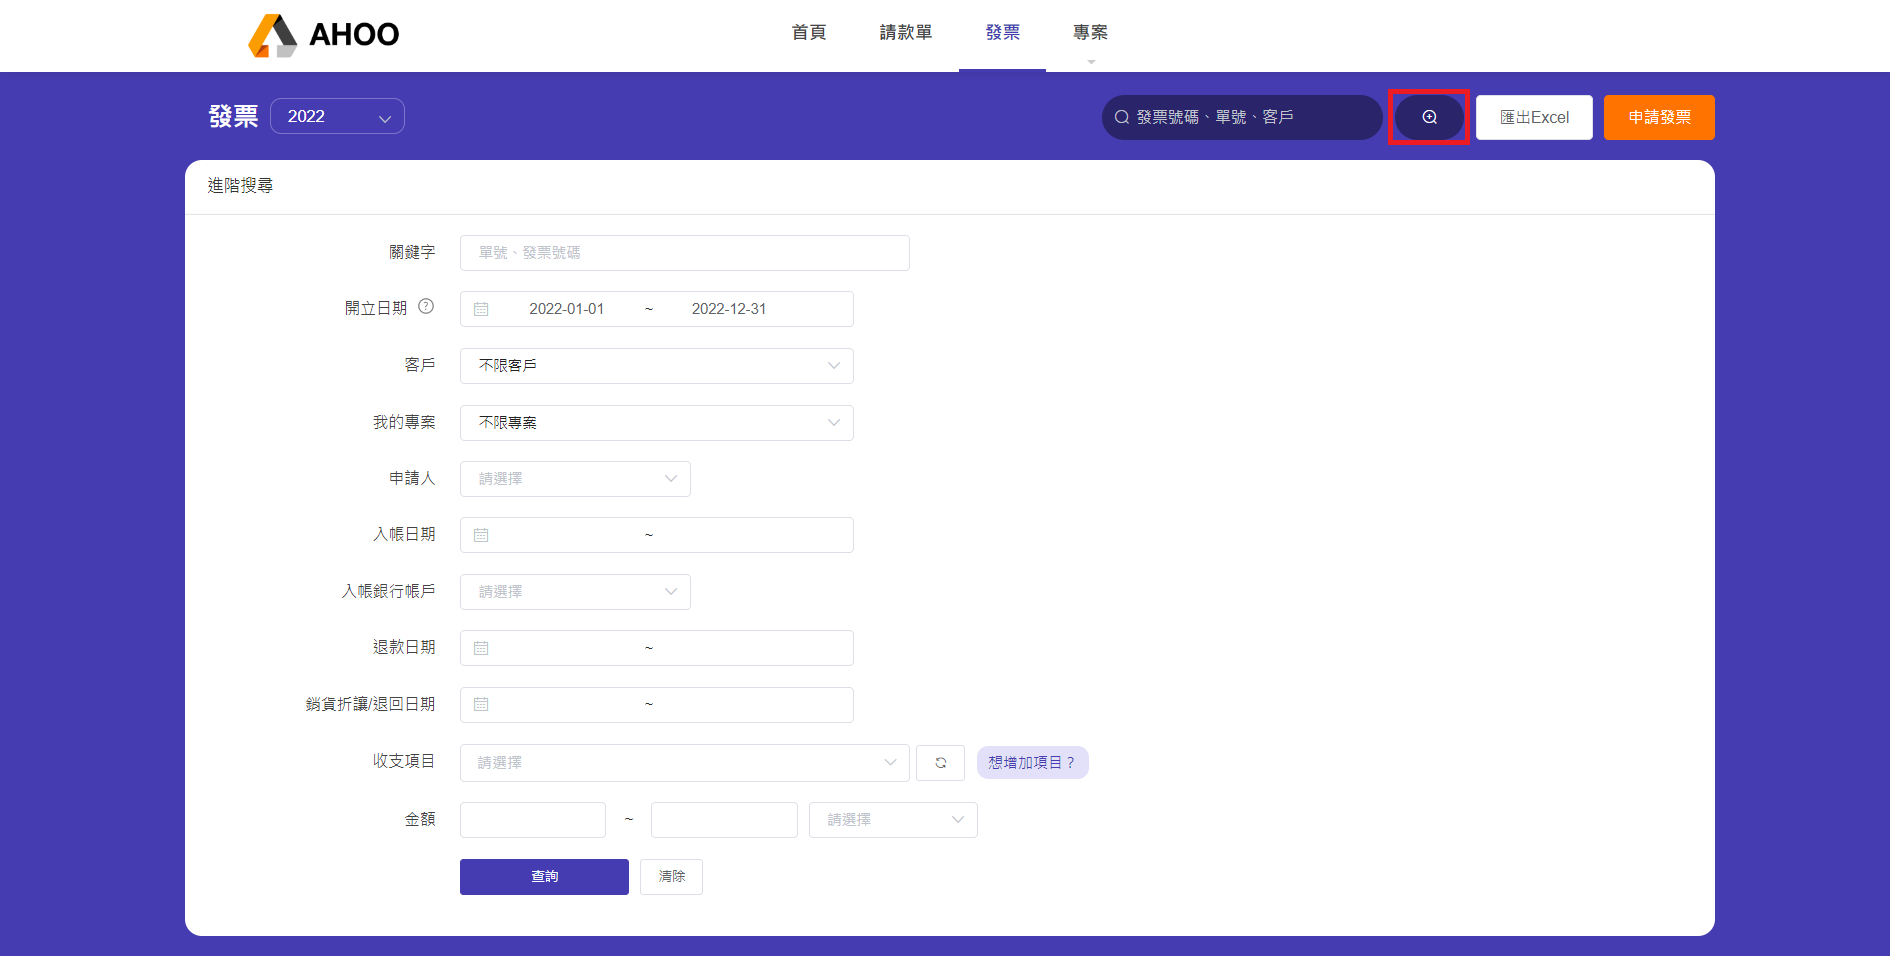 AHOO
首頁 請款單 發票 專案
發票 2022 發票號碼、單號、客戶 匯出Excel 申請發票
進階搜尋
關鍵字 單號、發票號碼
開立日期 ? 2022-01-01 ~ 2022-12-31
客戶 不限客戶
我的專案 不限專案
申請人 請選擇
入帳日期 ~
入帳銀行帳戶 請選擇
退款日期 ~
銷貨折讓/退回日期 ~
收支項目 請選擇 想增加項目？
金額 ~ 請選擇
查詢 清除